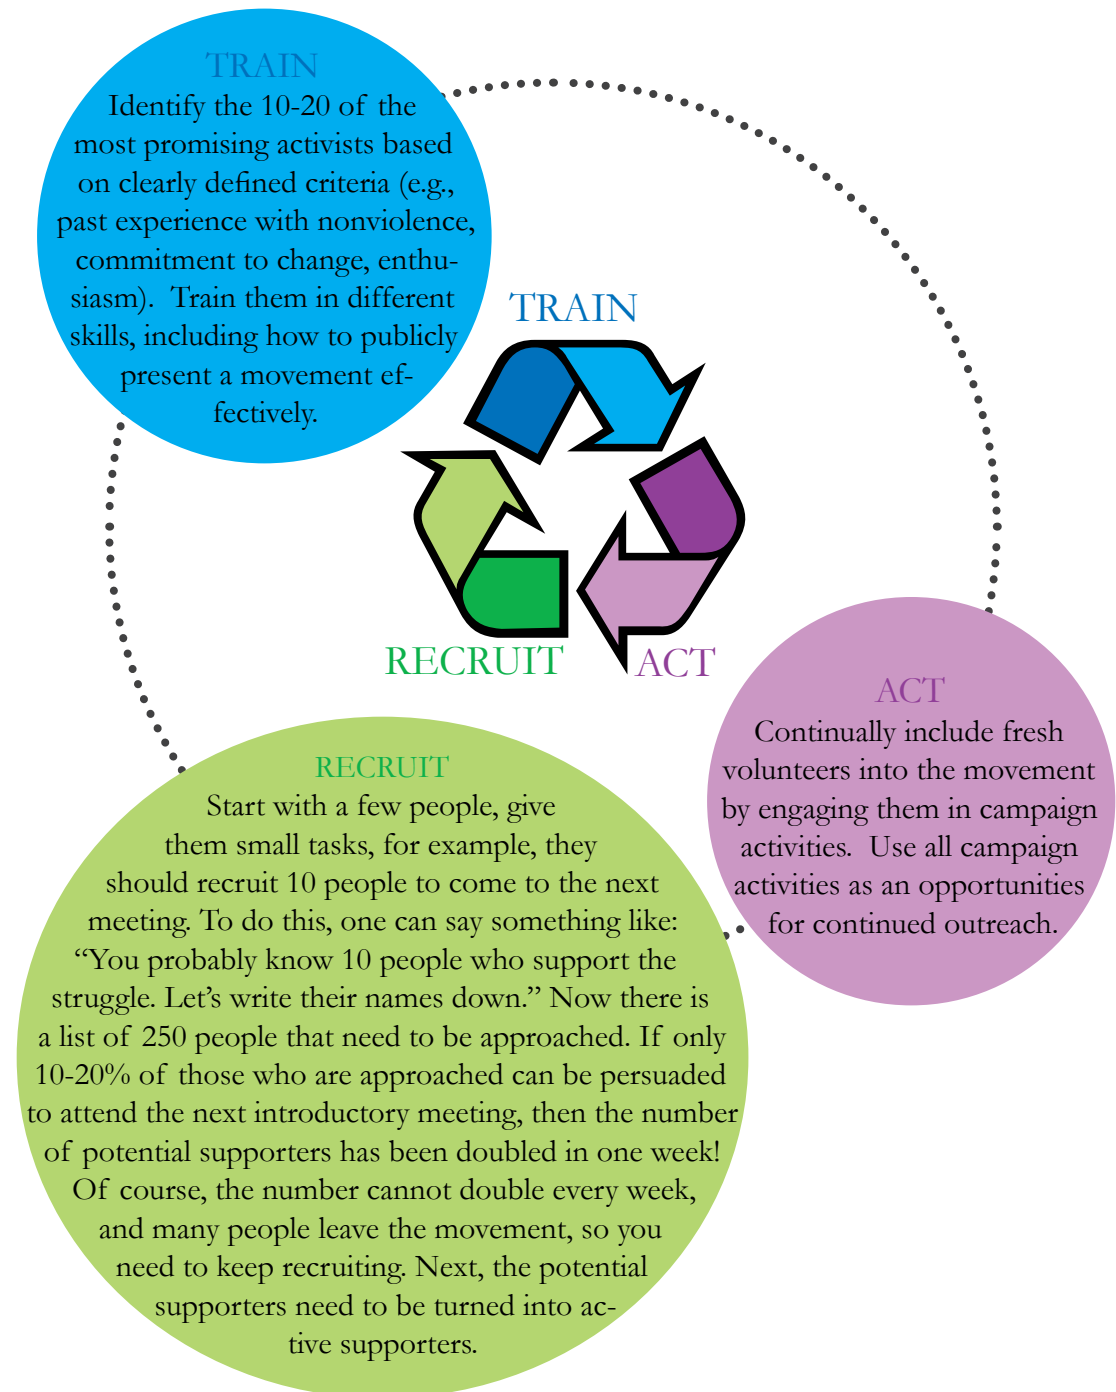 TRAIN
Identify the 10-20 of the
most promising activists based
on clearly defined criteria (e.g.,
past experience with nonviolence,
commitment to change, enthu-
siasm).  Train them in different
skills, including how to publicly
present a movement ef-
fectively.
TRAIN
RECRUIT
ACT
ACT
Continually include fresh
volunteers into the movement
by engaging them in campaign
activities.  Use all campaign
activities as an opportunities
for continued outreach.
RECRUIT
Start with a few people, give
them small tasks, for example, they
should recruit 10 people to come to the next
meeting. To do this, one can say something like:
“You probably know 10 people who support the
struggle. Let’s write their names down.” Now there is
a list of 250 people that need to be approached. If only
10-20% of those who are approached can be persuaded
to attend the next introductory meeting, then the number
of potential supporters has been doubled in one week!
Of course, the number cannot double every week,
and many people leave the movement, so you
need to keep recruiting. Next, the potential
supporters need to be turned into ac-
tive supporters.